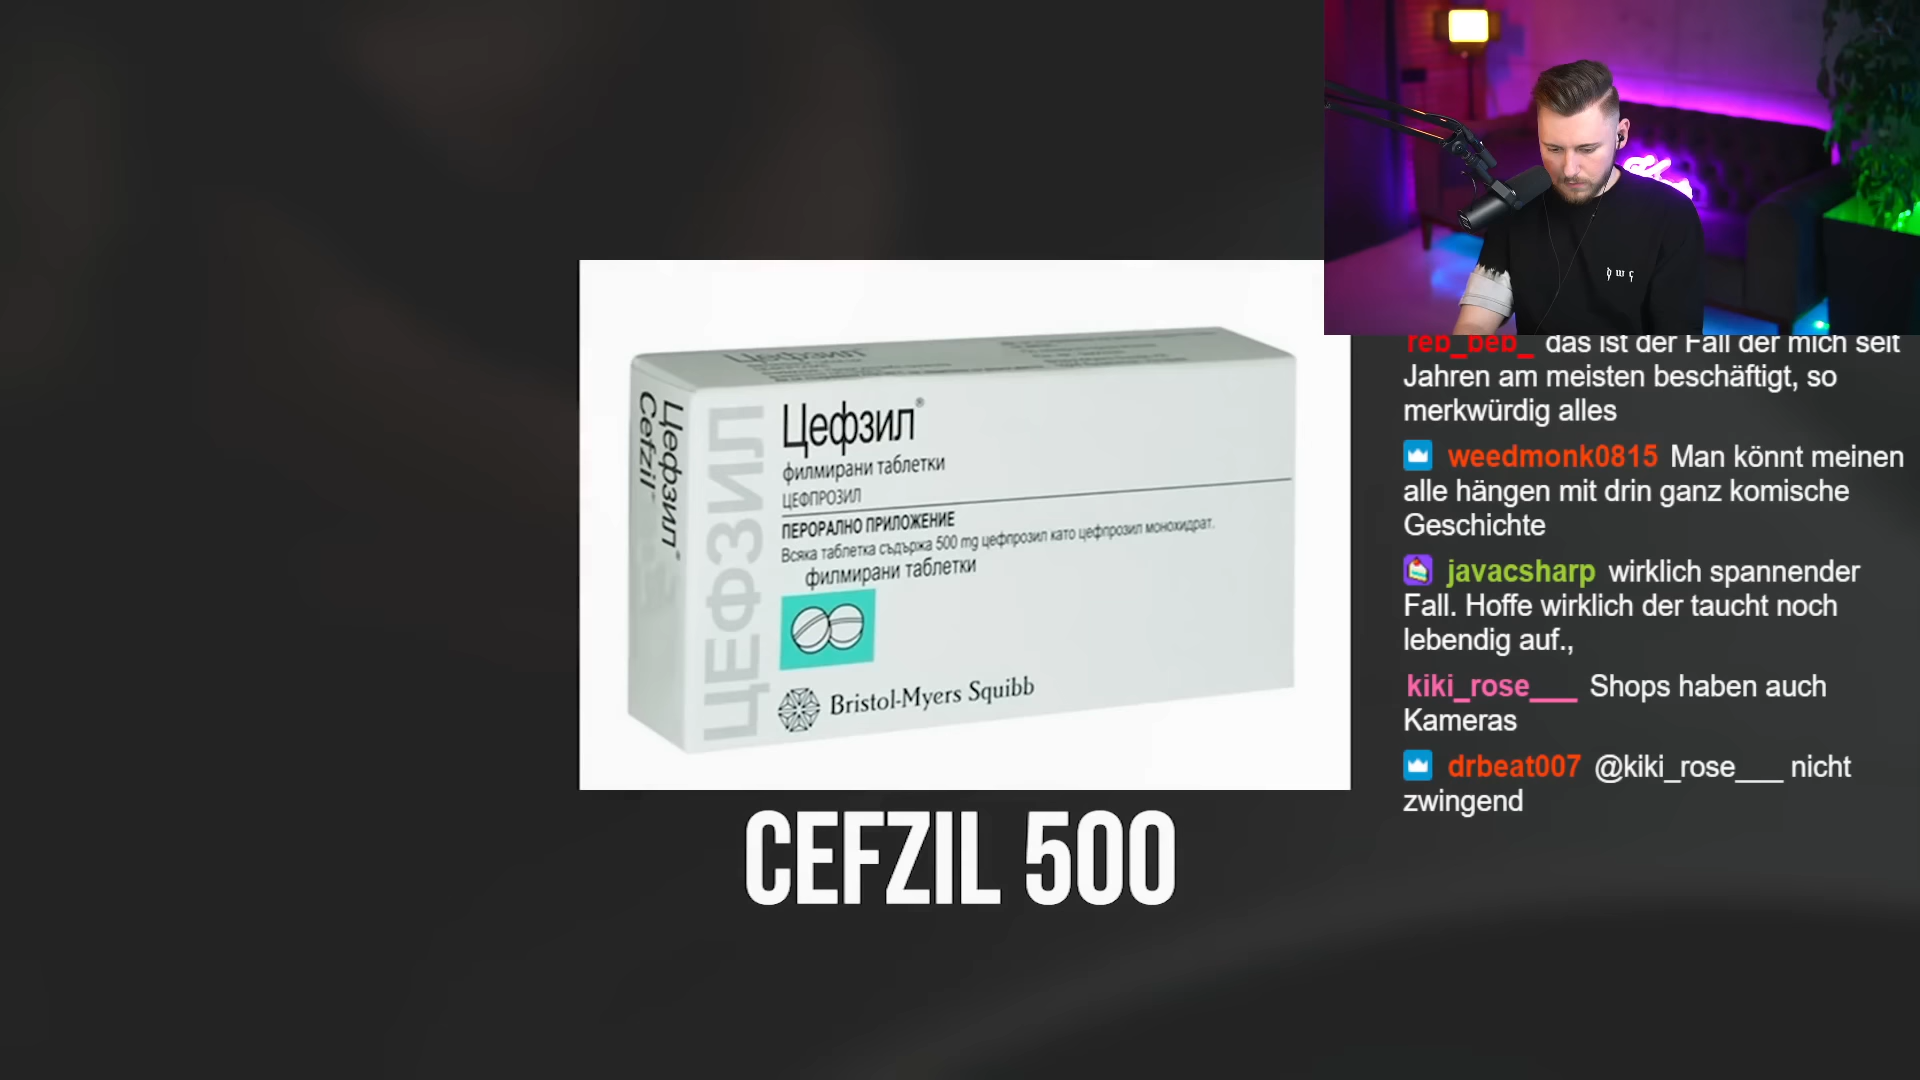 Цефзил
Цефзил®
Cefzil
ЦЕФЗИЛ
Цефзил®
филмирани таблетки
ЦЕФПРОЗИЛ
ПЕРОРАЛНО ПРИЛОЖЕНИЕ
Всяка таблетка съдържа 500 mg цефпрозил като цефпрозил монохидрат.
филмирани таблетки
Bristol-Myers Squibb
CEFZIL 500
reb_beb_ das ist der Fall der mich seit
Jahren am meisten beschäftigt, so
merkwürdig alles
weedmonk0815 Man könnt meinen
alle hängen mit drin ganz komische
Geschichte
javacsharp wirklich spannender
Fall. Hoffe wirklich der taucht noch
lebendig auf.,
kiki_rose___ Shops haben auch
Kameras
drbeat007 @kiki_rose___ nicht
zwingend